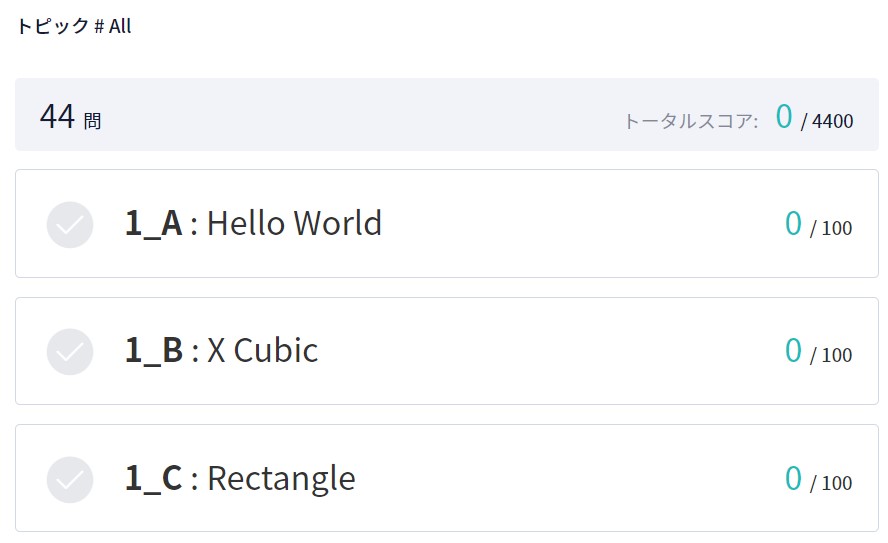 トピック # All
44 問 トータルスコア: 0 / 4400
1_A : Hello World 0 / 100
1_B : X Cubic 0 / 100
1_C : Rectangle 0 / 100